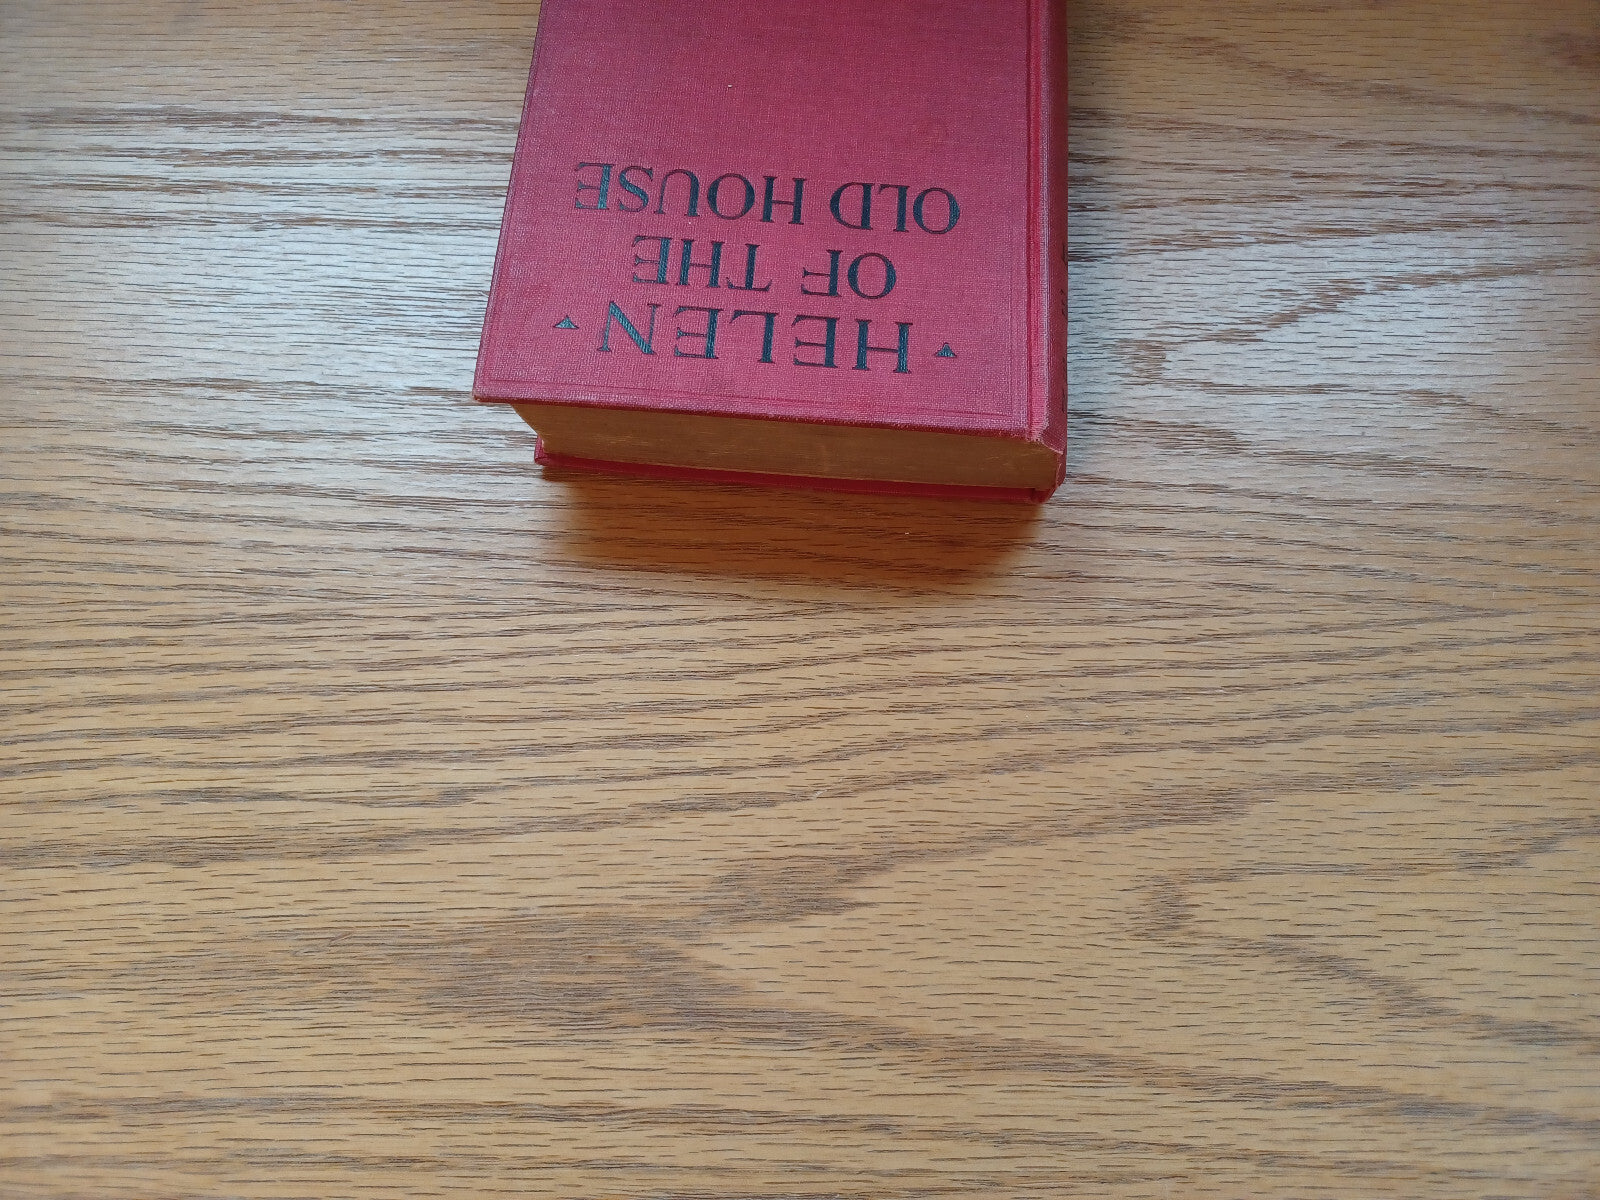 HELEN
OF THE
OLD HOUSE